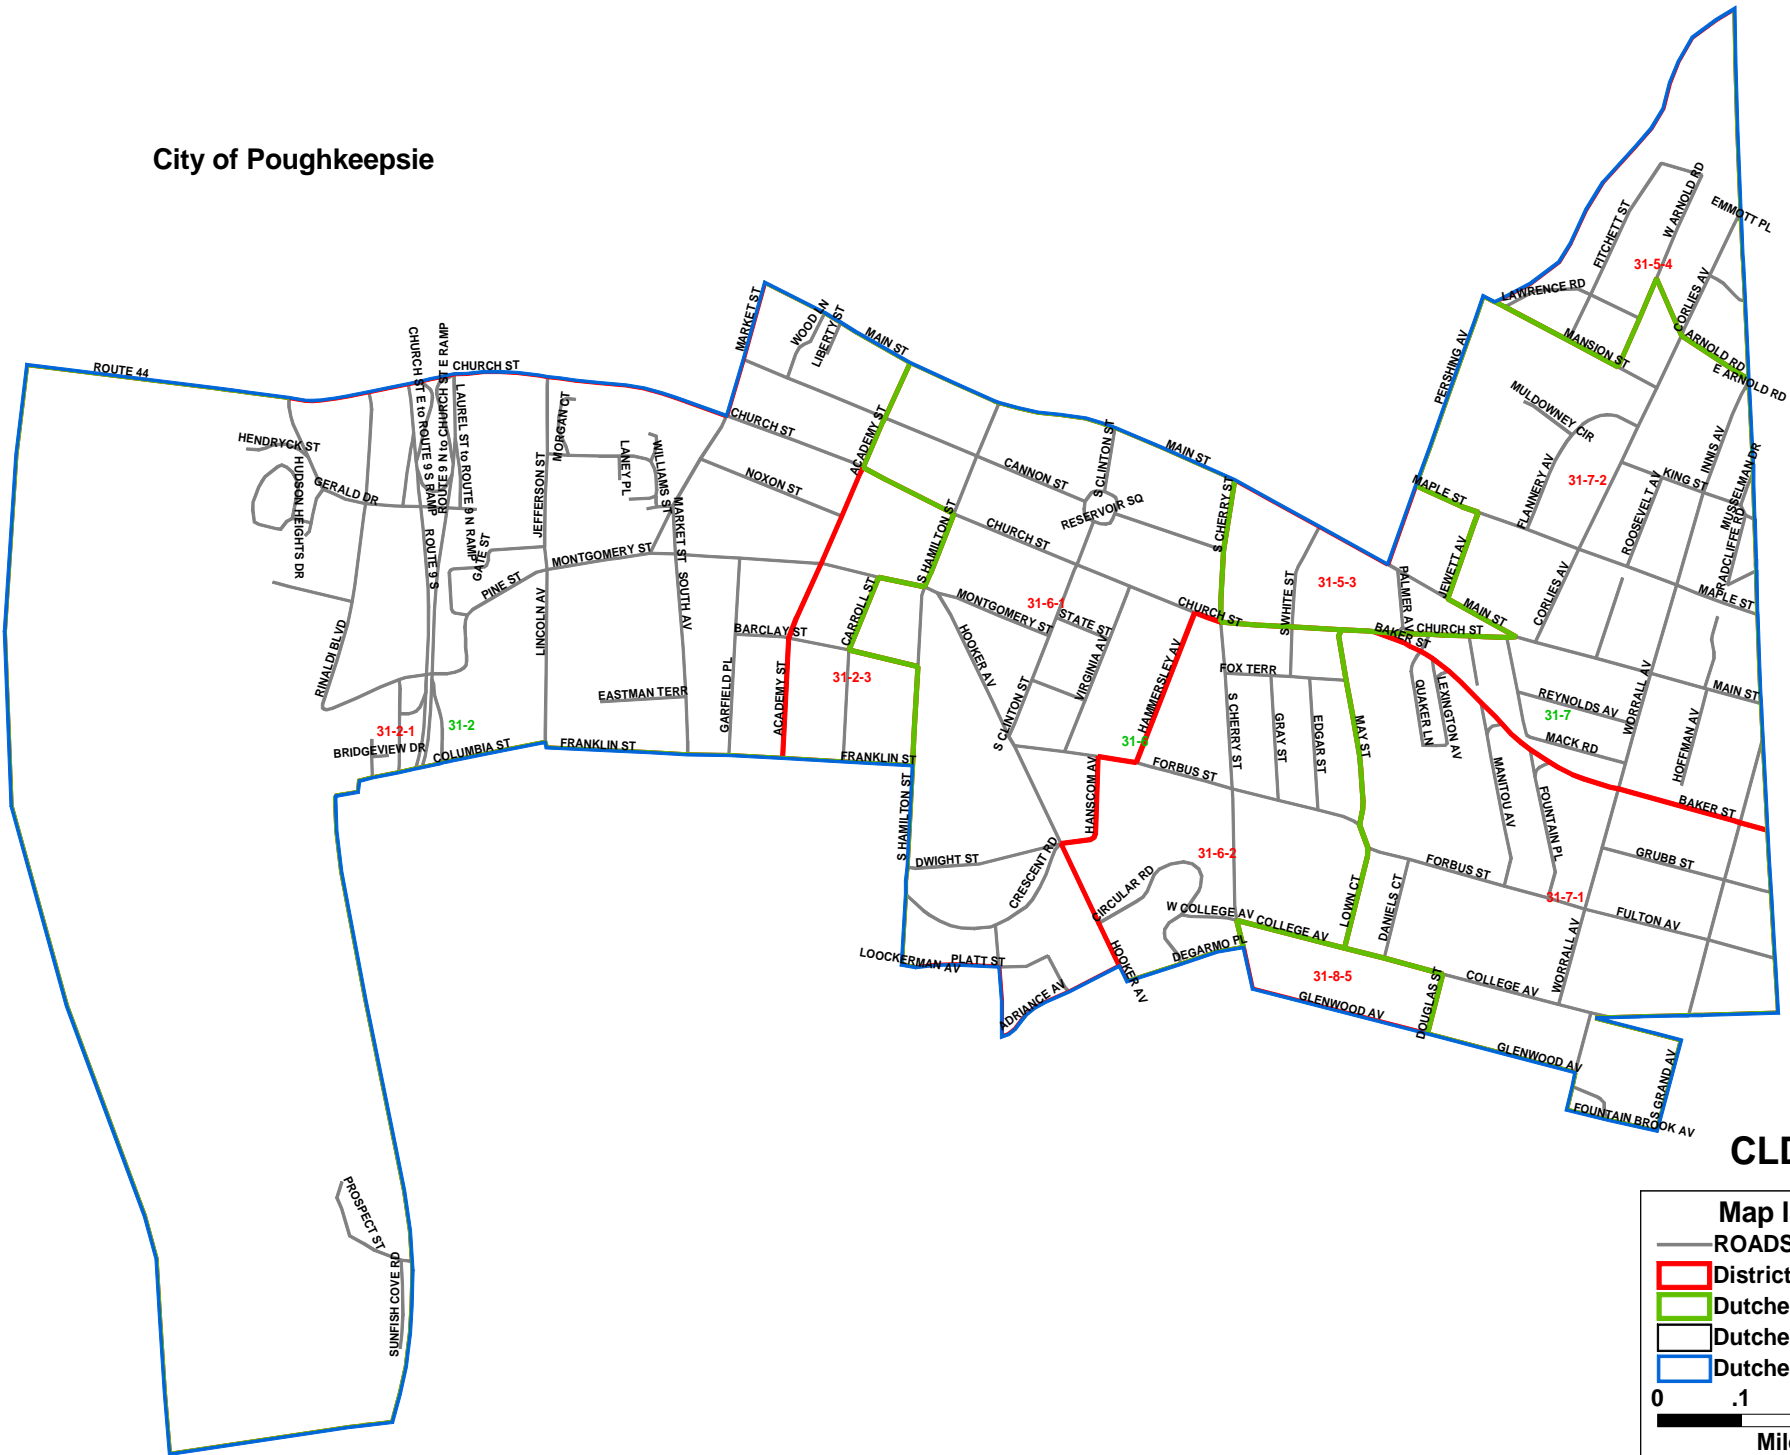 City of Poughkeepsie
ROUTE 44
CHURCH ST
CHURCH ST E to ROUTE 9 S RAMP
ROUTE 9 N to CHURCH ST E RAMP
LAUREL ST to ROUTE 9 N RAMP
HENDRYCK ST
HUDSON HEIGHTS DR
GERALD DR
RINALDI BLVD
ROUTE 9 S
GATE ST
PINE ST
JEFFERSON ST
MORGAN CT
LANEY PL
WILLIAMS ST
MONTGOMERY ST
LINCOLN AV
MARKET ST
SOUTH AV
EASTMAN TERR
GARFIELD PL
BARCLAY ST
ACADEMY ST
31-2-1
31-2
BRIDGEVIEW DR
COLUMBIA ST
FRANKLIN ST
FRANKLIN ST
31-2-3
CARROLL ST
MARKET ST
WOOD LN
LIBERTY ST
MAIN ST
CHURCH ST
NOXON ST
ACADEMY ST
S HAMILTON ST
CANNON ST
S CLINTON ST
RESERVOIR SQ
CHURCH ST
MAIN ST
S CHERRY ST
MONTGOMERY ST
31-6-1
STATE ST
VIRGINIA AV
HOOKER AV
S CLINTON ST
CHURCH ST
HAMMERSLEY AV
S WHITE ST
31-5-3
PALMER AV
BAKER ST
CHURCH ST
FOX TERR
S CHERRY ST
GRAY ST
EDGAR ST
MAY ST
QUAKER LN
LEXINGTON AV
FORBUS ST
HANSCOM AV
S HAMILTON ST
DWIGHT ST
CRESCENT RD
CIRCULAR RD
31-6-2
W COLLEGE AV
COLLEGE AV
LOWN CT
DANIELS CT
FORBUS ST
LOOCKERMAN AV
PLATT ST
ADRIANCE AV
HOOKER AV
DEGARMO PL
31-8-5
GLENWOOD AV
DOUGLAS ST
COLLEGE AV
GLENWOOD AV
WORRALL AV
FOUNTAIN BROOK AV
S GRAND AV
FITCHETT ST
W ARNOLD RD
EMMOTT PL
31-5-4
LAWRENCE RD
CORLIES AV
MANSION ST
ARNOLD RD
E ARNOLD RD
PERSHING AV
MULDOWNEY CIR
FLANNERY AV
31-7-2
INNIS AV
KING ST
ROOSEVELT AV
MUSSELMAN DR
RADCLIFFE RD
MAPLE ST
JEWETT AV
MAIN ST
CORLIES AV
MAPLE ST
WORRALL AV
MAIN ST
REYNOLDS AV
31-7
MACK RD
HOFFMAN AV
MANITOU AV
FOUNTAIN PL
BAKER ST
GRUBB ST
31-7-1
FULTON AV
PROSPECT ST
SUNFISH COVE RD
ROADS
District
0 .1